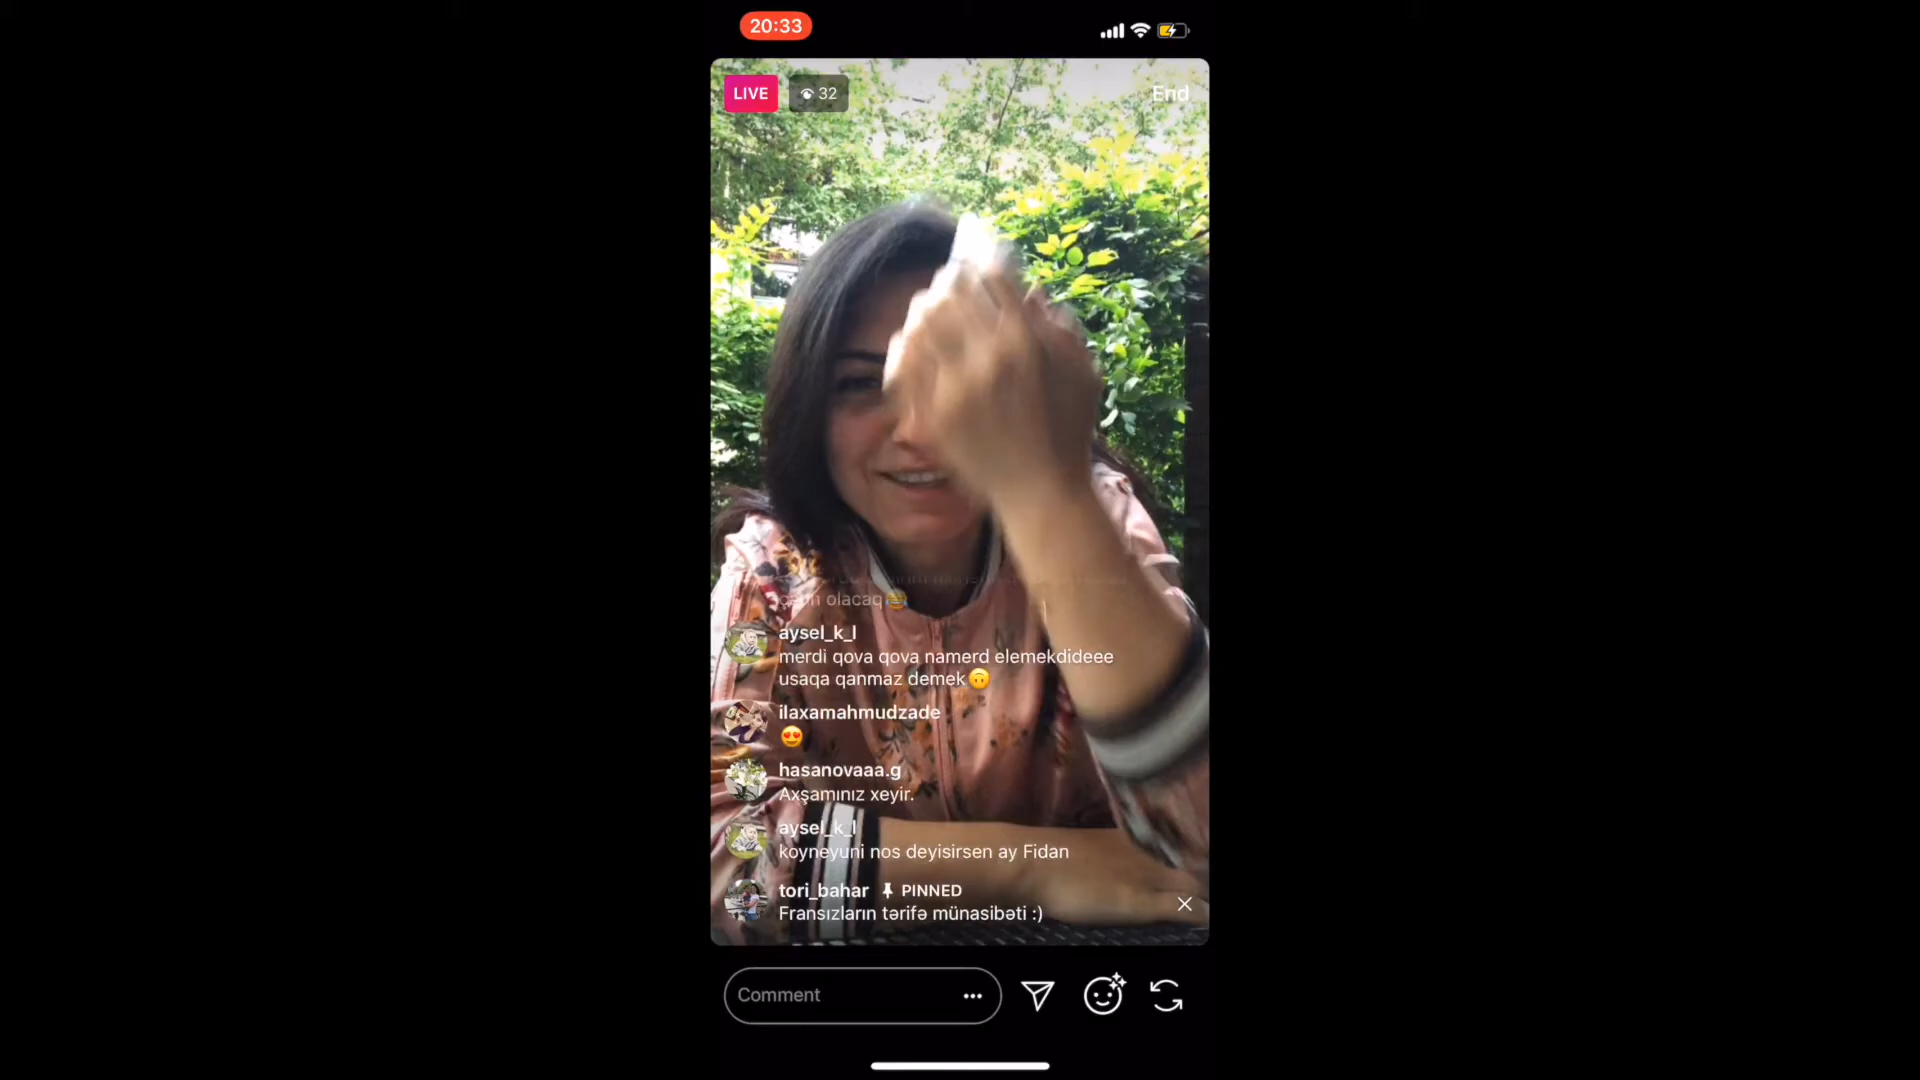 20:33
LIVE
32
End
olacaq😂
aysel_k_l
merdi qova qova namerd elemekdideee
usaqa qanmaz demek🙃
ilaxamahmudzade
😍
hasanovaaa.g
Axşamınız xeyir.
aysel_k_l
koyneyuni nos deyisirsen ay Fidan
tori_bahar PINNED
Fransızların tərifə münasibəti :)
Comment